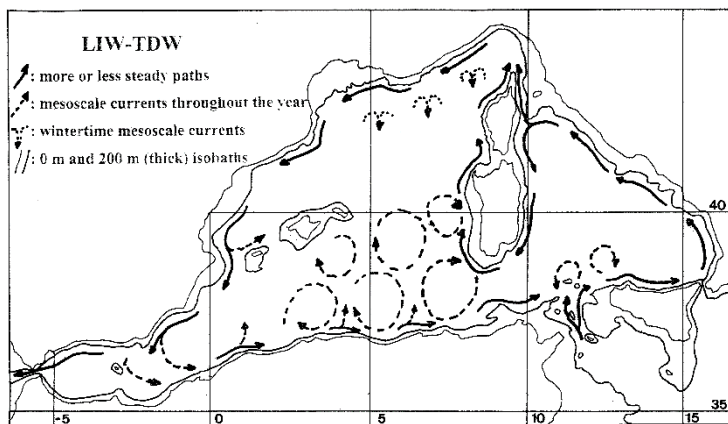 LIW-TDW
: more or less steady paths
: mesoscale currents throughout the year
: wintertime mesoscale currents
: 0 m and 200 m (thick) isobaths
40
35
-5
0
5
10
15